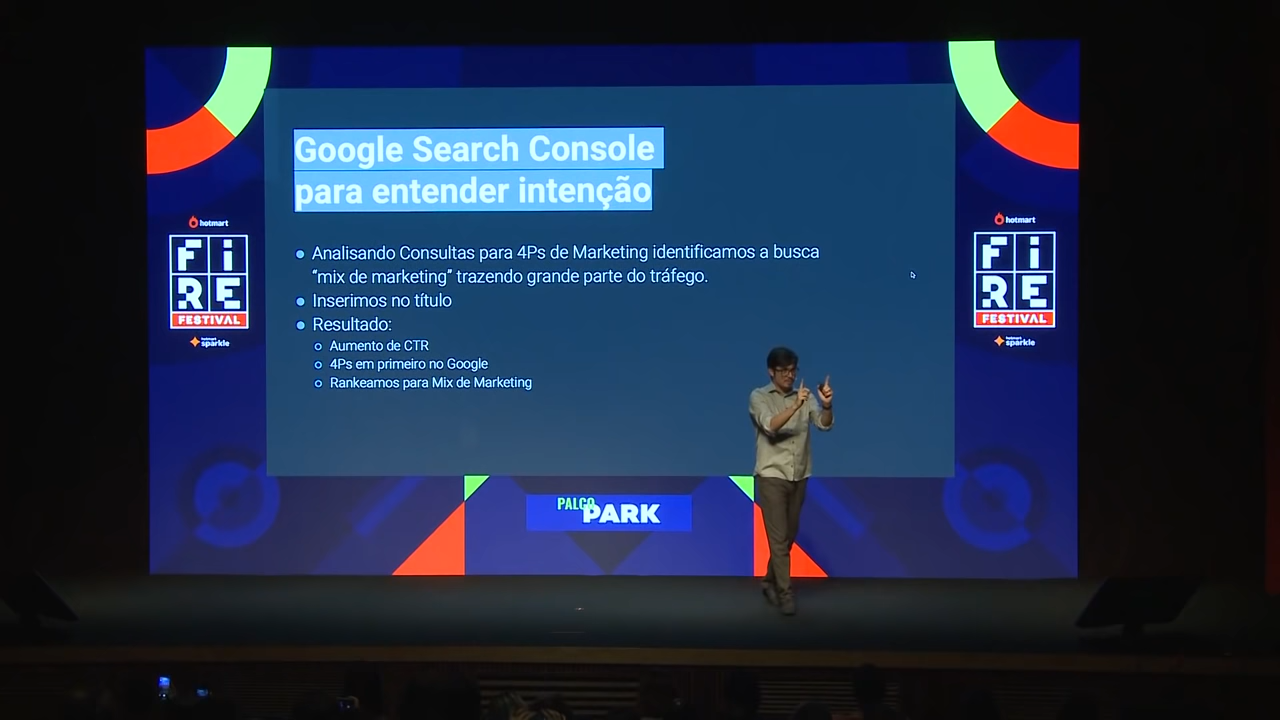 Google Search Console
para entender intenção
Analisando Consultas para 4Ps de Marketing identificamos a busca
“mix de marketing” trazendo grande parte do tráfego.
Inserimos no título
Resultado:
Aumento de CTR
4Ps em primeiro no Google
Rankeamos para Mix de Marketing
hotmart
FiRE
FESTIVAL
hotmart
sparkle
hotmart
FiRE
FESTIVAL
hotmart
sparkle
PALCO
PARK